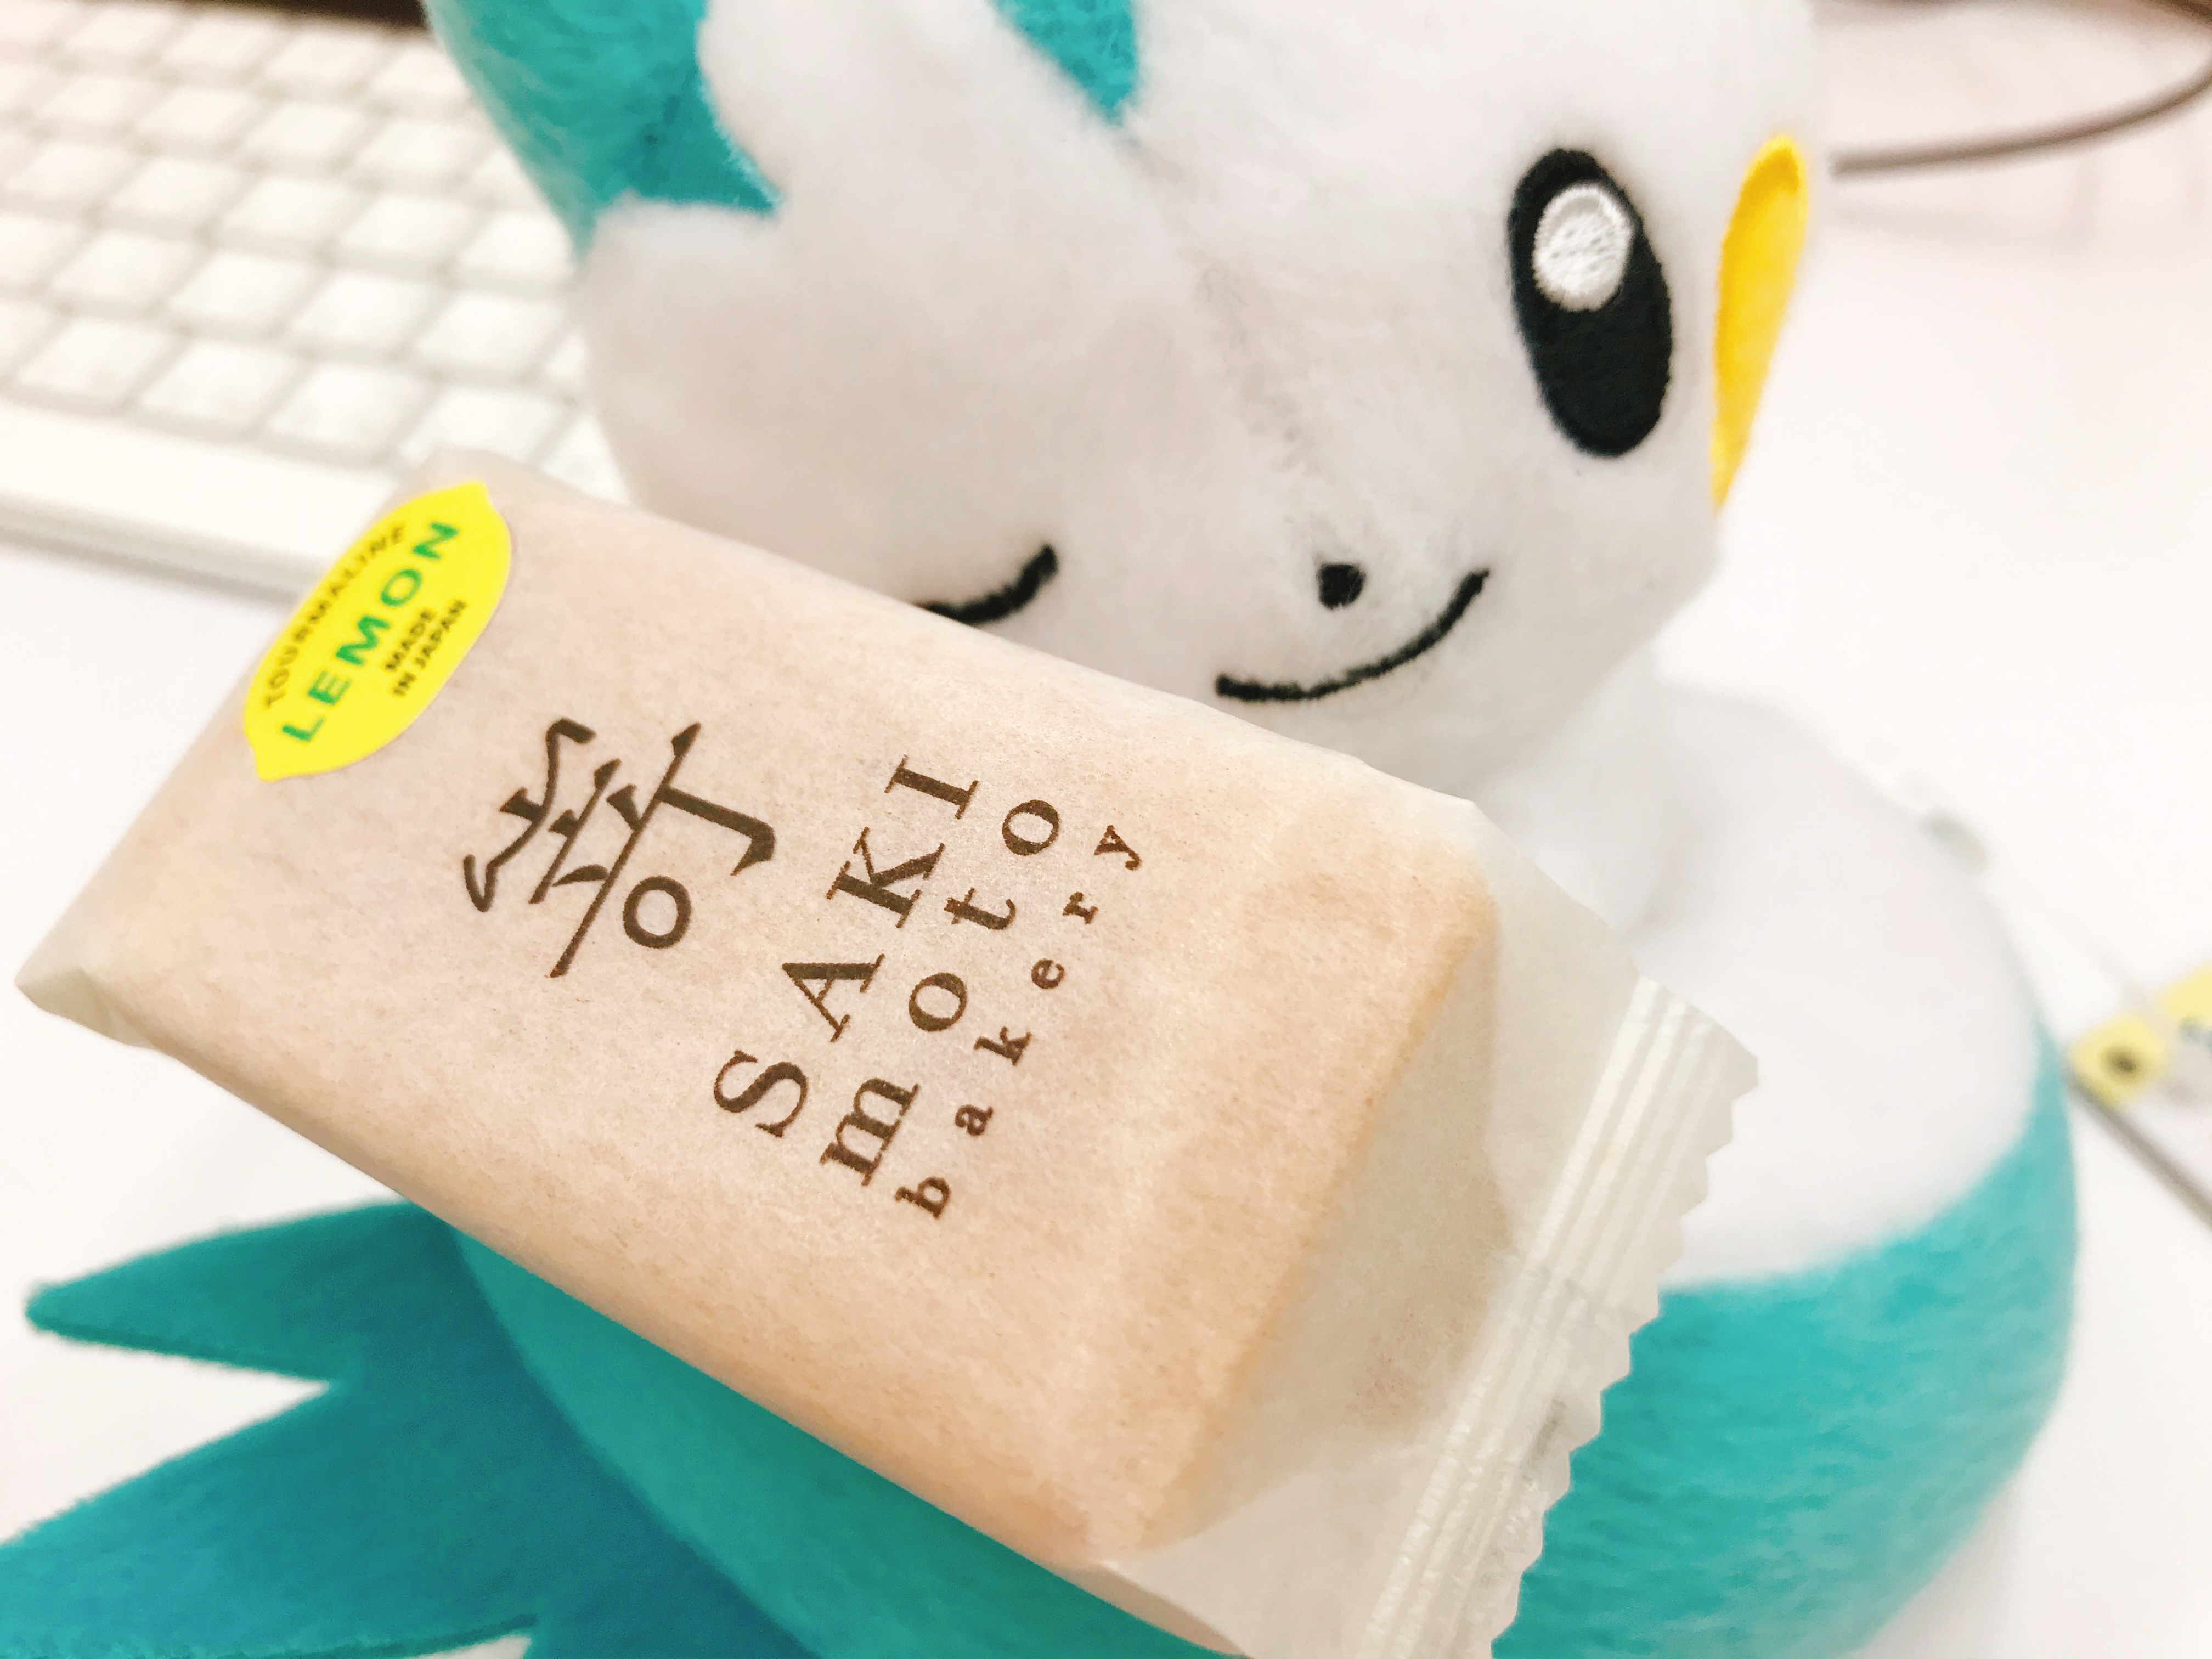 TOURMALINE
LEMON
MADE
IN JAPAN
嵜
SAKI
moto
bakery